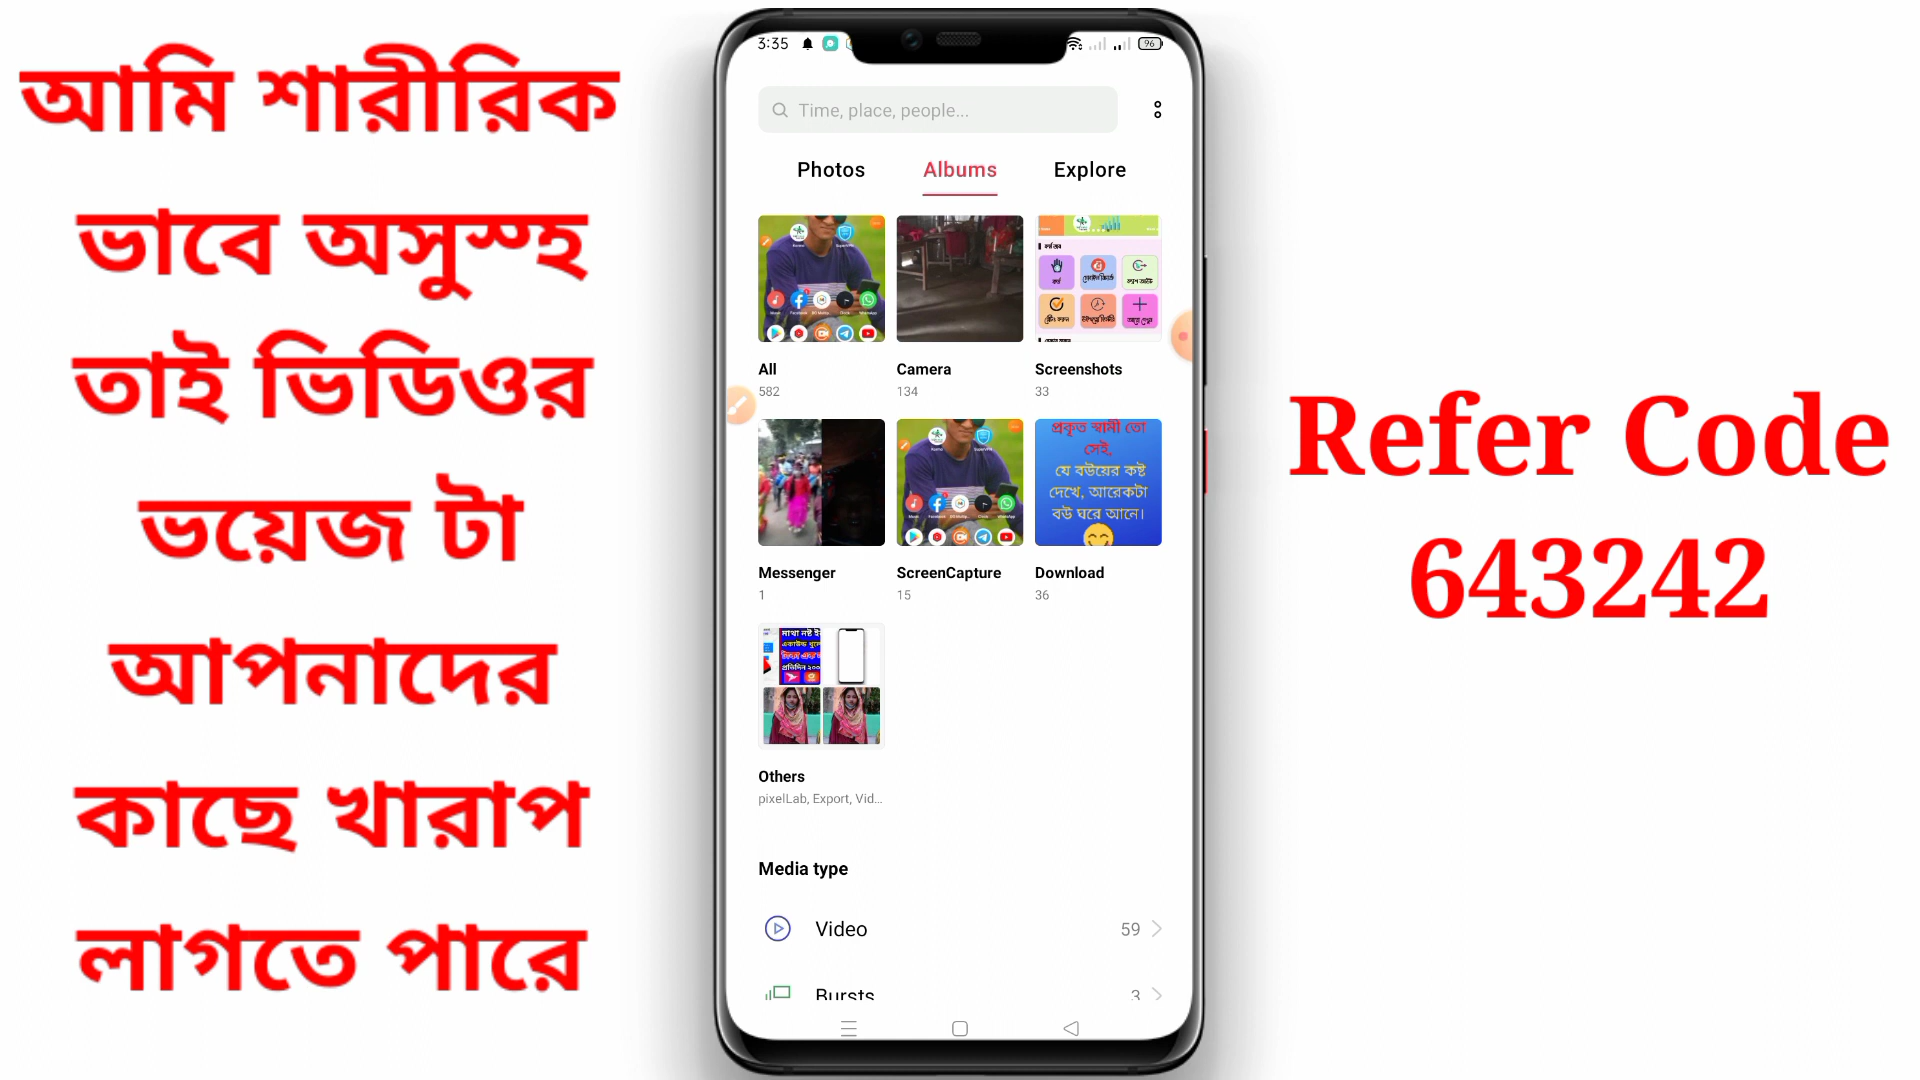 আমি শারীরিক
ভাবে অসুস্হ
তাই ভিডিওর
ভয়েজ টা
আপনাদের
কাছে খারাপ
লাগতে পারে
3:35
96
Time, place, people...
Photos Albums Explore
All Camera Screenshots
582 134 33
প্রকৃত স্বামী তো
সেই,
যে বউয়ের কষ্ট
দেখে, আরেকটা
বউ ঘরে আনে।
Messenger ScreenCapture Download
1 15 36
মাথা নষ্ট
Others
pixelLab, Export, Vid...
Media type
Video 59
Bursts 3
Refer Code
643242